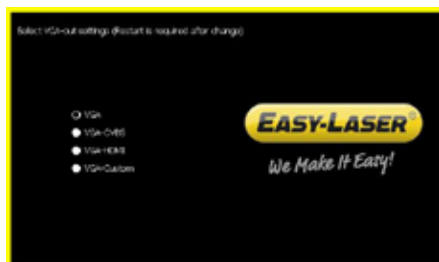 Select VGA-out settings (Restart is required after change)
VGA
VGA-CVBS
VGA-HDMI
VGA-Custom
EASY-LASER®
We Make It Easy!